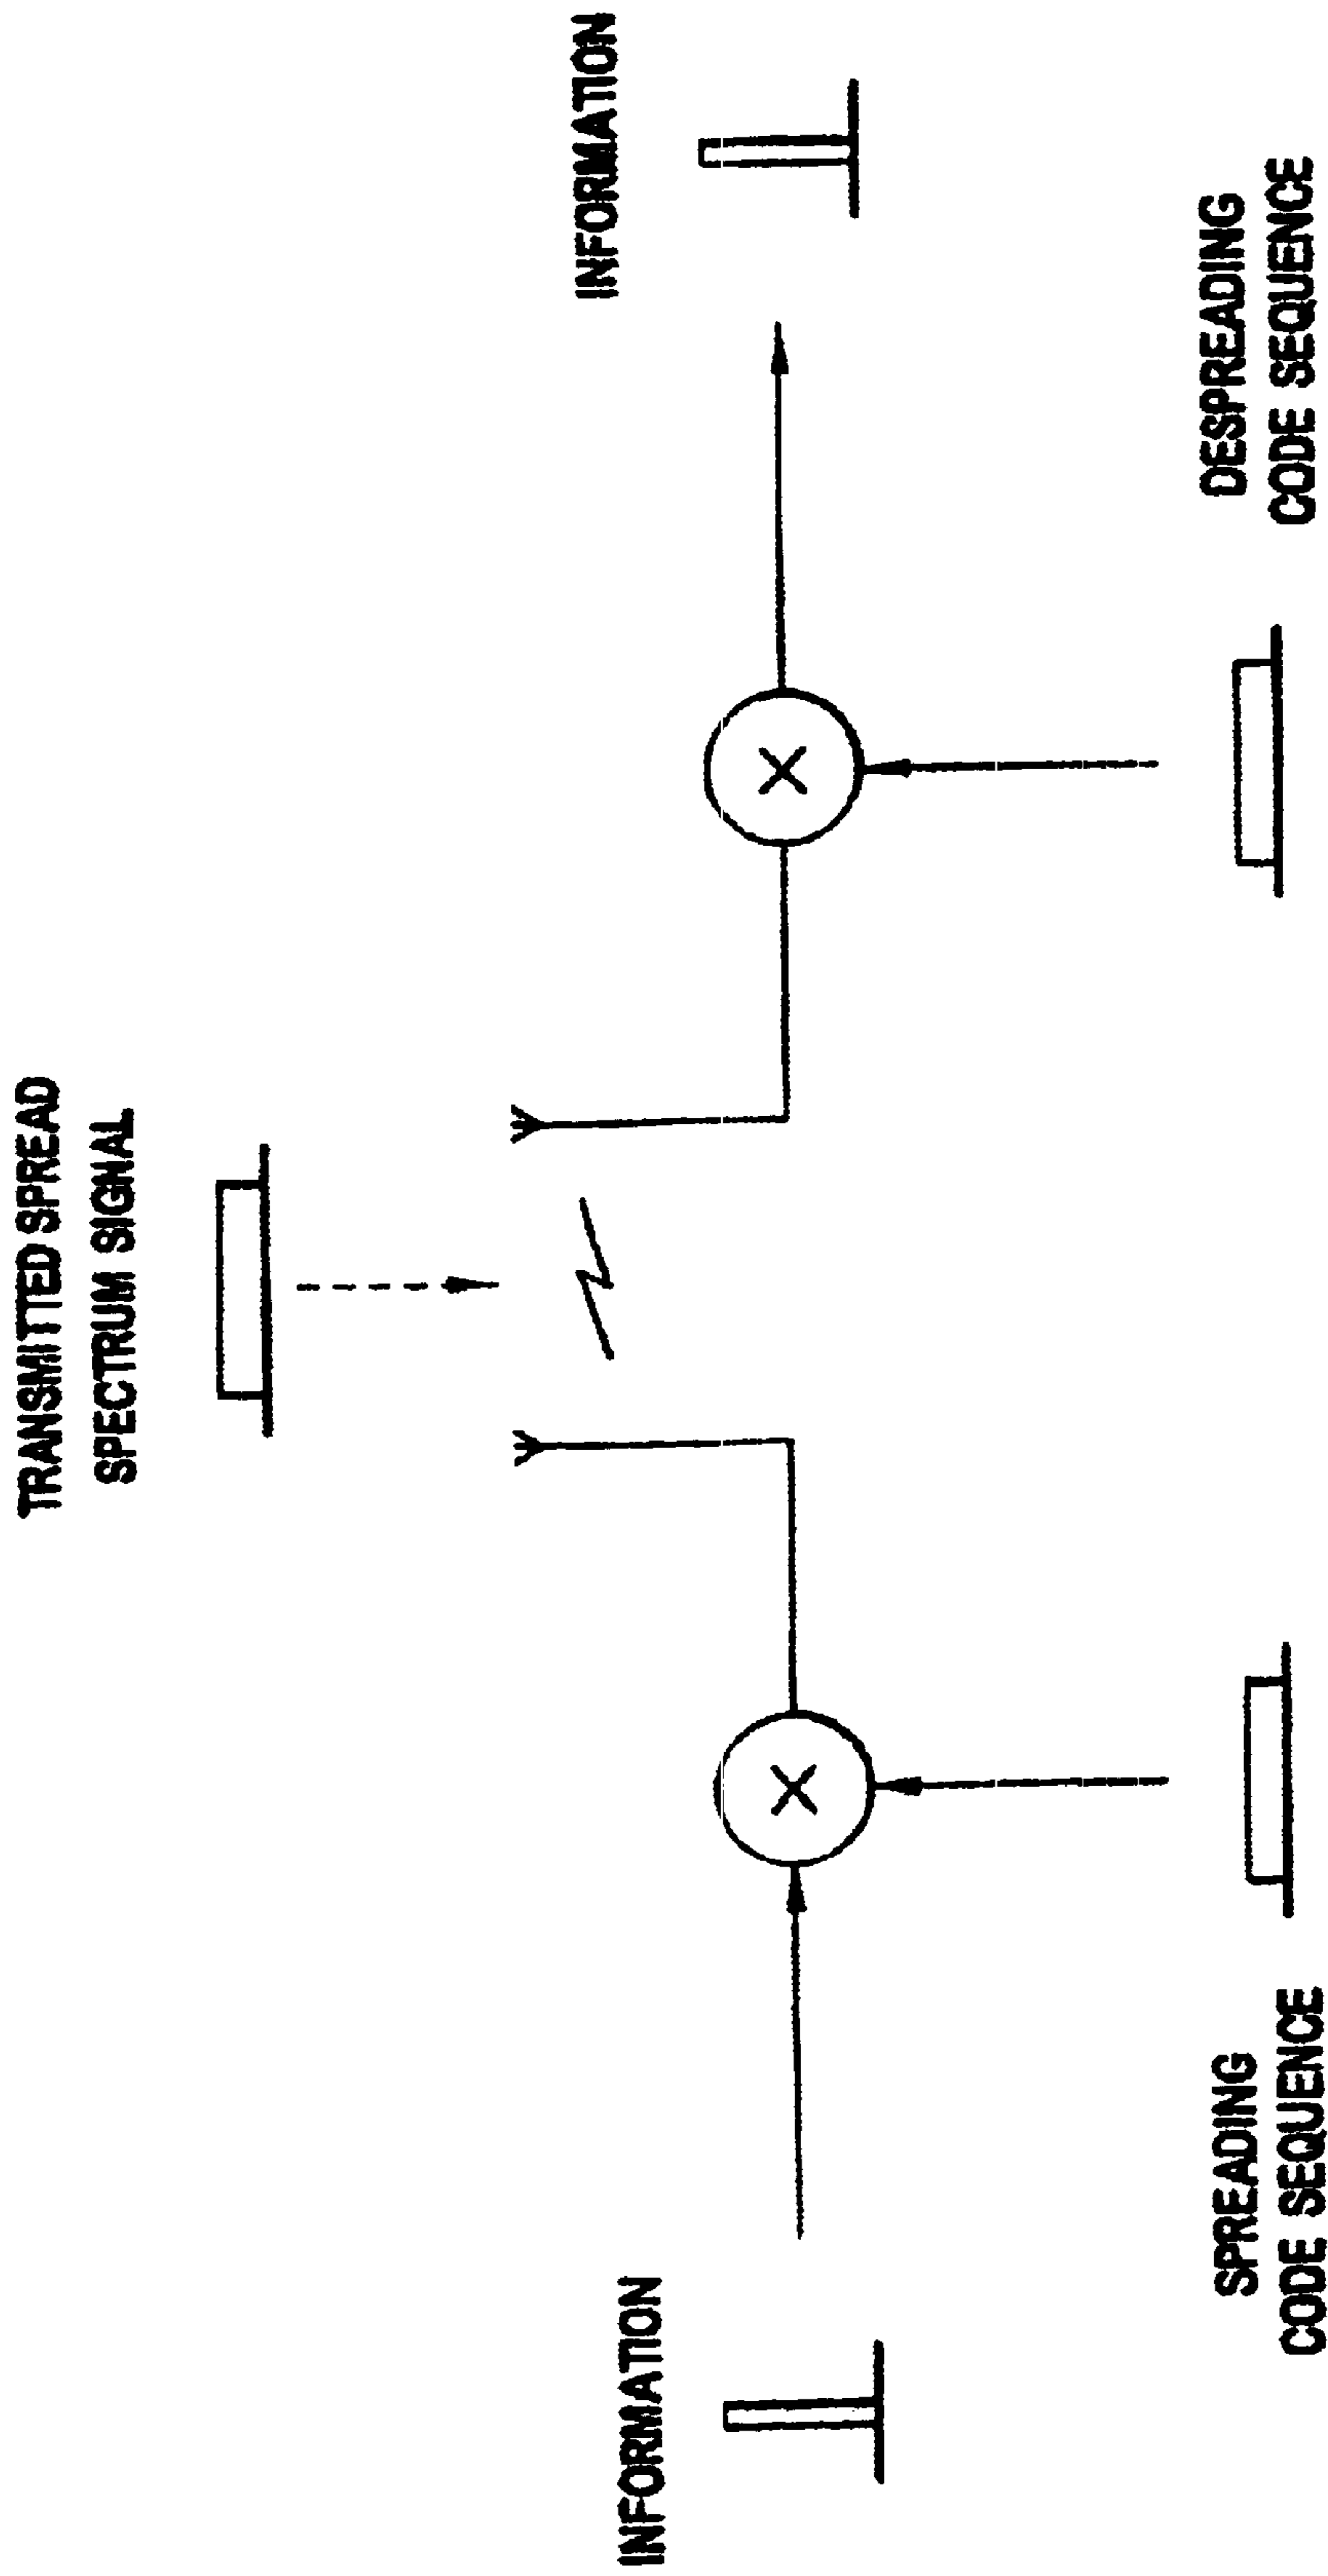 TRANSMITTED SPREAD
SPECTRUM SIGNAL
INFORMATION
INFORMATION
SPREADING
CODE SEQUENCE
DESPREADING
CODE SEQUENCE